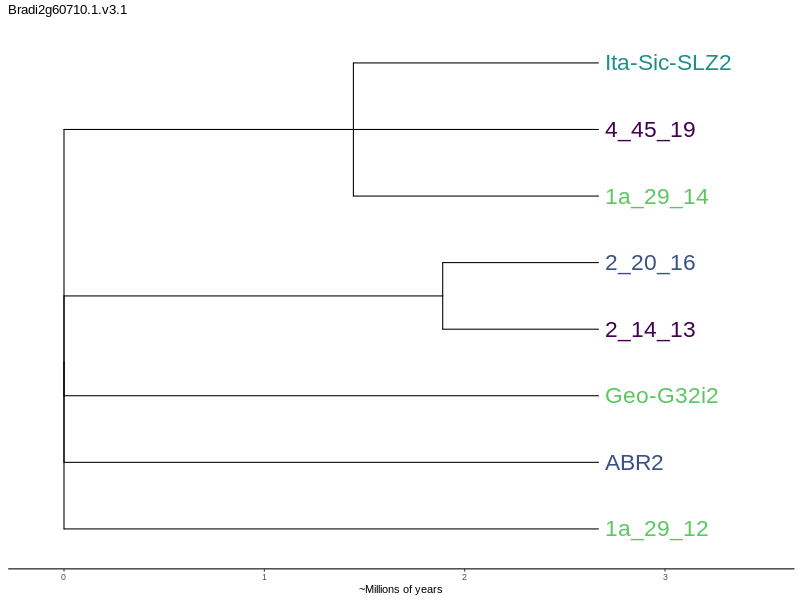 Bradi2g60710.1.v3.1
Ita-Sic-SLZ2
4_45_19
1a_29_14
2_20_16
2_14_13
Geo-G32i2
ABR2
1a_29_12
0 1 2 3
~Millions of years